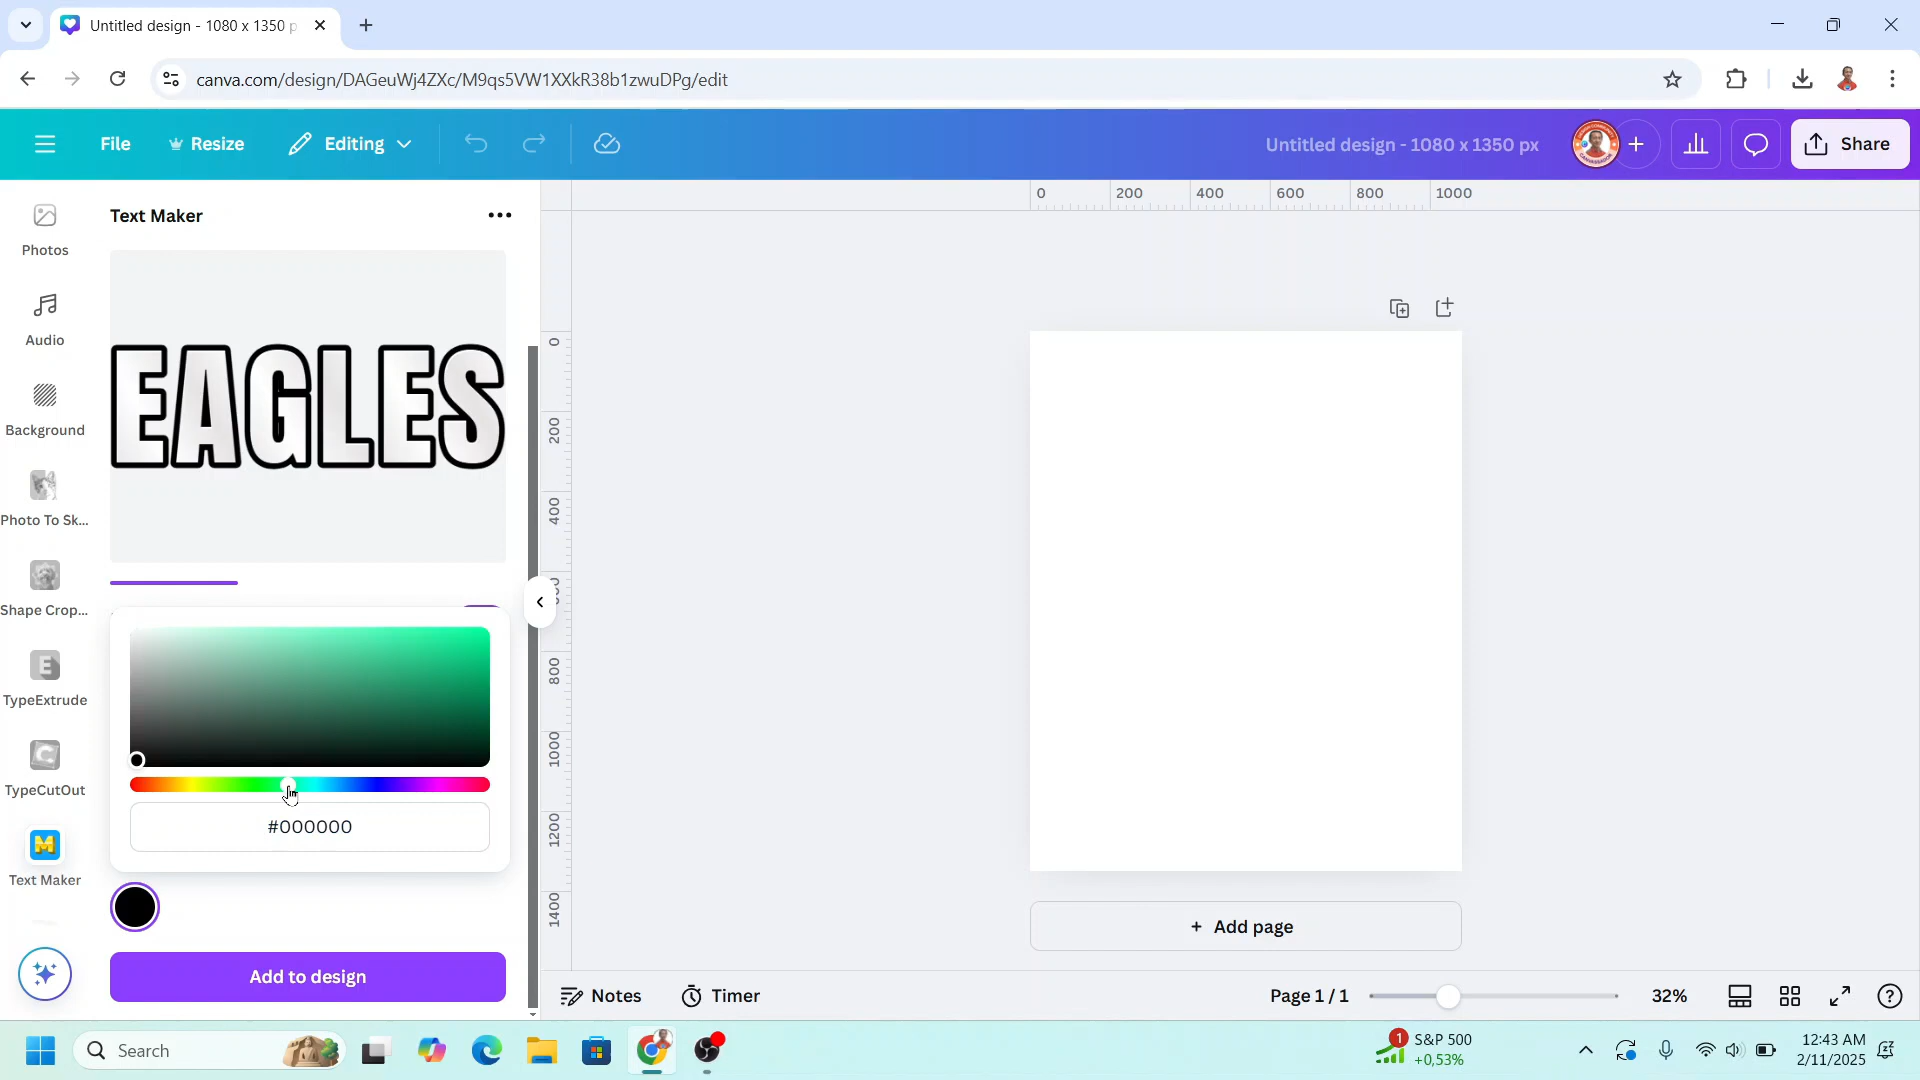 Untitled design - 1080 x 1350 p
canva.com/design/DAGeuWj4ZXc/M9qs5VW1XXkR38b1zwuDPg/edit
File
Resize
Editing
Untitled design - 1080 x 1350 px
Share
Photos
Audio
Background
Photo To Sk...
Shape Crop...
TypeExtrude
TypeCutOut
Text Maker
Text Maker
EAGLES
#000000
Add to design
0 200 400 600 800 1000
0
200
400
800
1000
1200
1400
+ Add page
Notes
Timer
Page 1 / 1
32%
Search
1
S&P 500
+0,53%
12:43 AM
2/11/2025